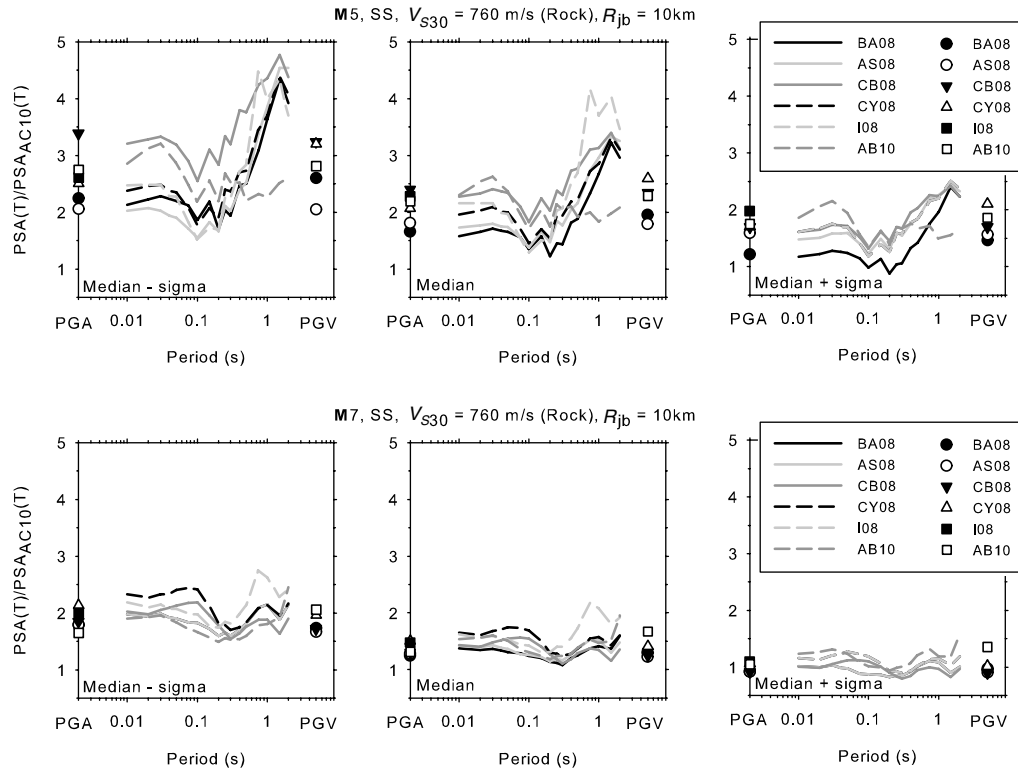 M5, SS, VS30 = 760 m/s (Rock), Rjb = 10km
PSA(T)/PSAAC10(T)
5
4
3
2
1
Median - sigma
PGA 0.01 0.1 1 PGV
Period (s)
5
4
3
2
1
Median
PGA 0.01 0.1 1 PGV
Period (s)
5
4
3
2
1
BA08 BA08
AS08 AS08
CB08 CB08
CY08 CY08
I08 I08
AB10 AB10
Median + sigma
PGA 0.01 0.1 1 PGV
Period (s)
M7, SS, VS30 = 760 m/s (Rock), Rjb = 10km
PSA(T)/PSAAC10(T)
5
4
3
2
1
Median - sigma
PGA 0.01 0.1 1 PGV
Period (s)
5
4
3
2
1
Median
PGA 0.01 0.1 1 PGV
Period (s)
5
4
3
2
1
BA08 BA08
AS08 AS08
CB08 CB08
CY08 CY08
I08 I08
AB10 AB10
Median + sigma
PGA 0.01 0.1 1 PGV
Period (s)